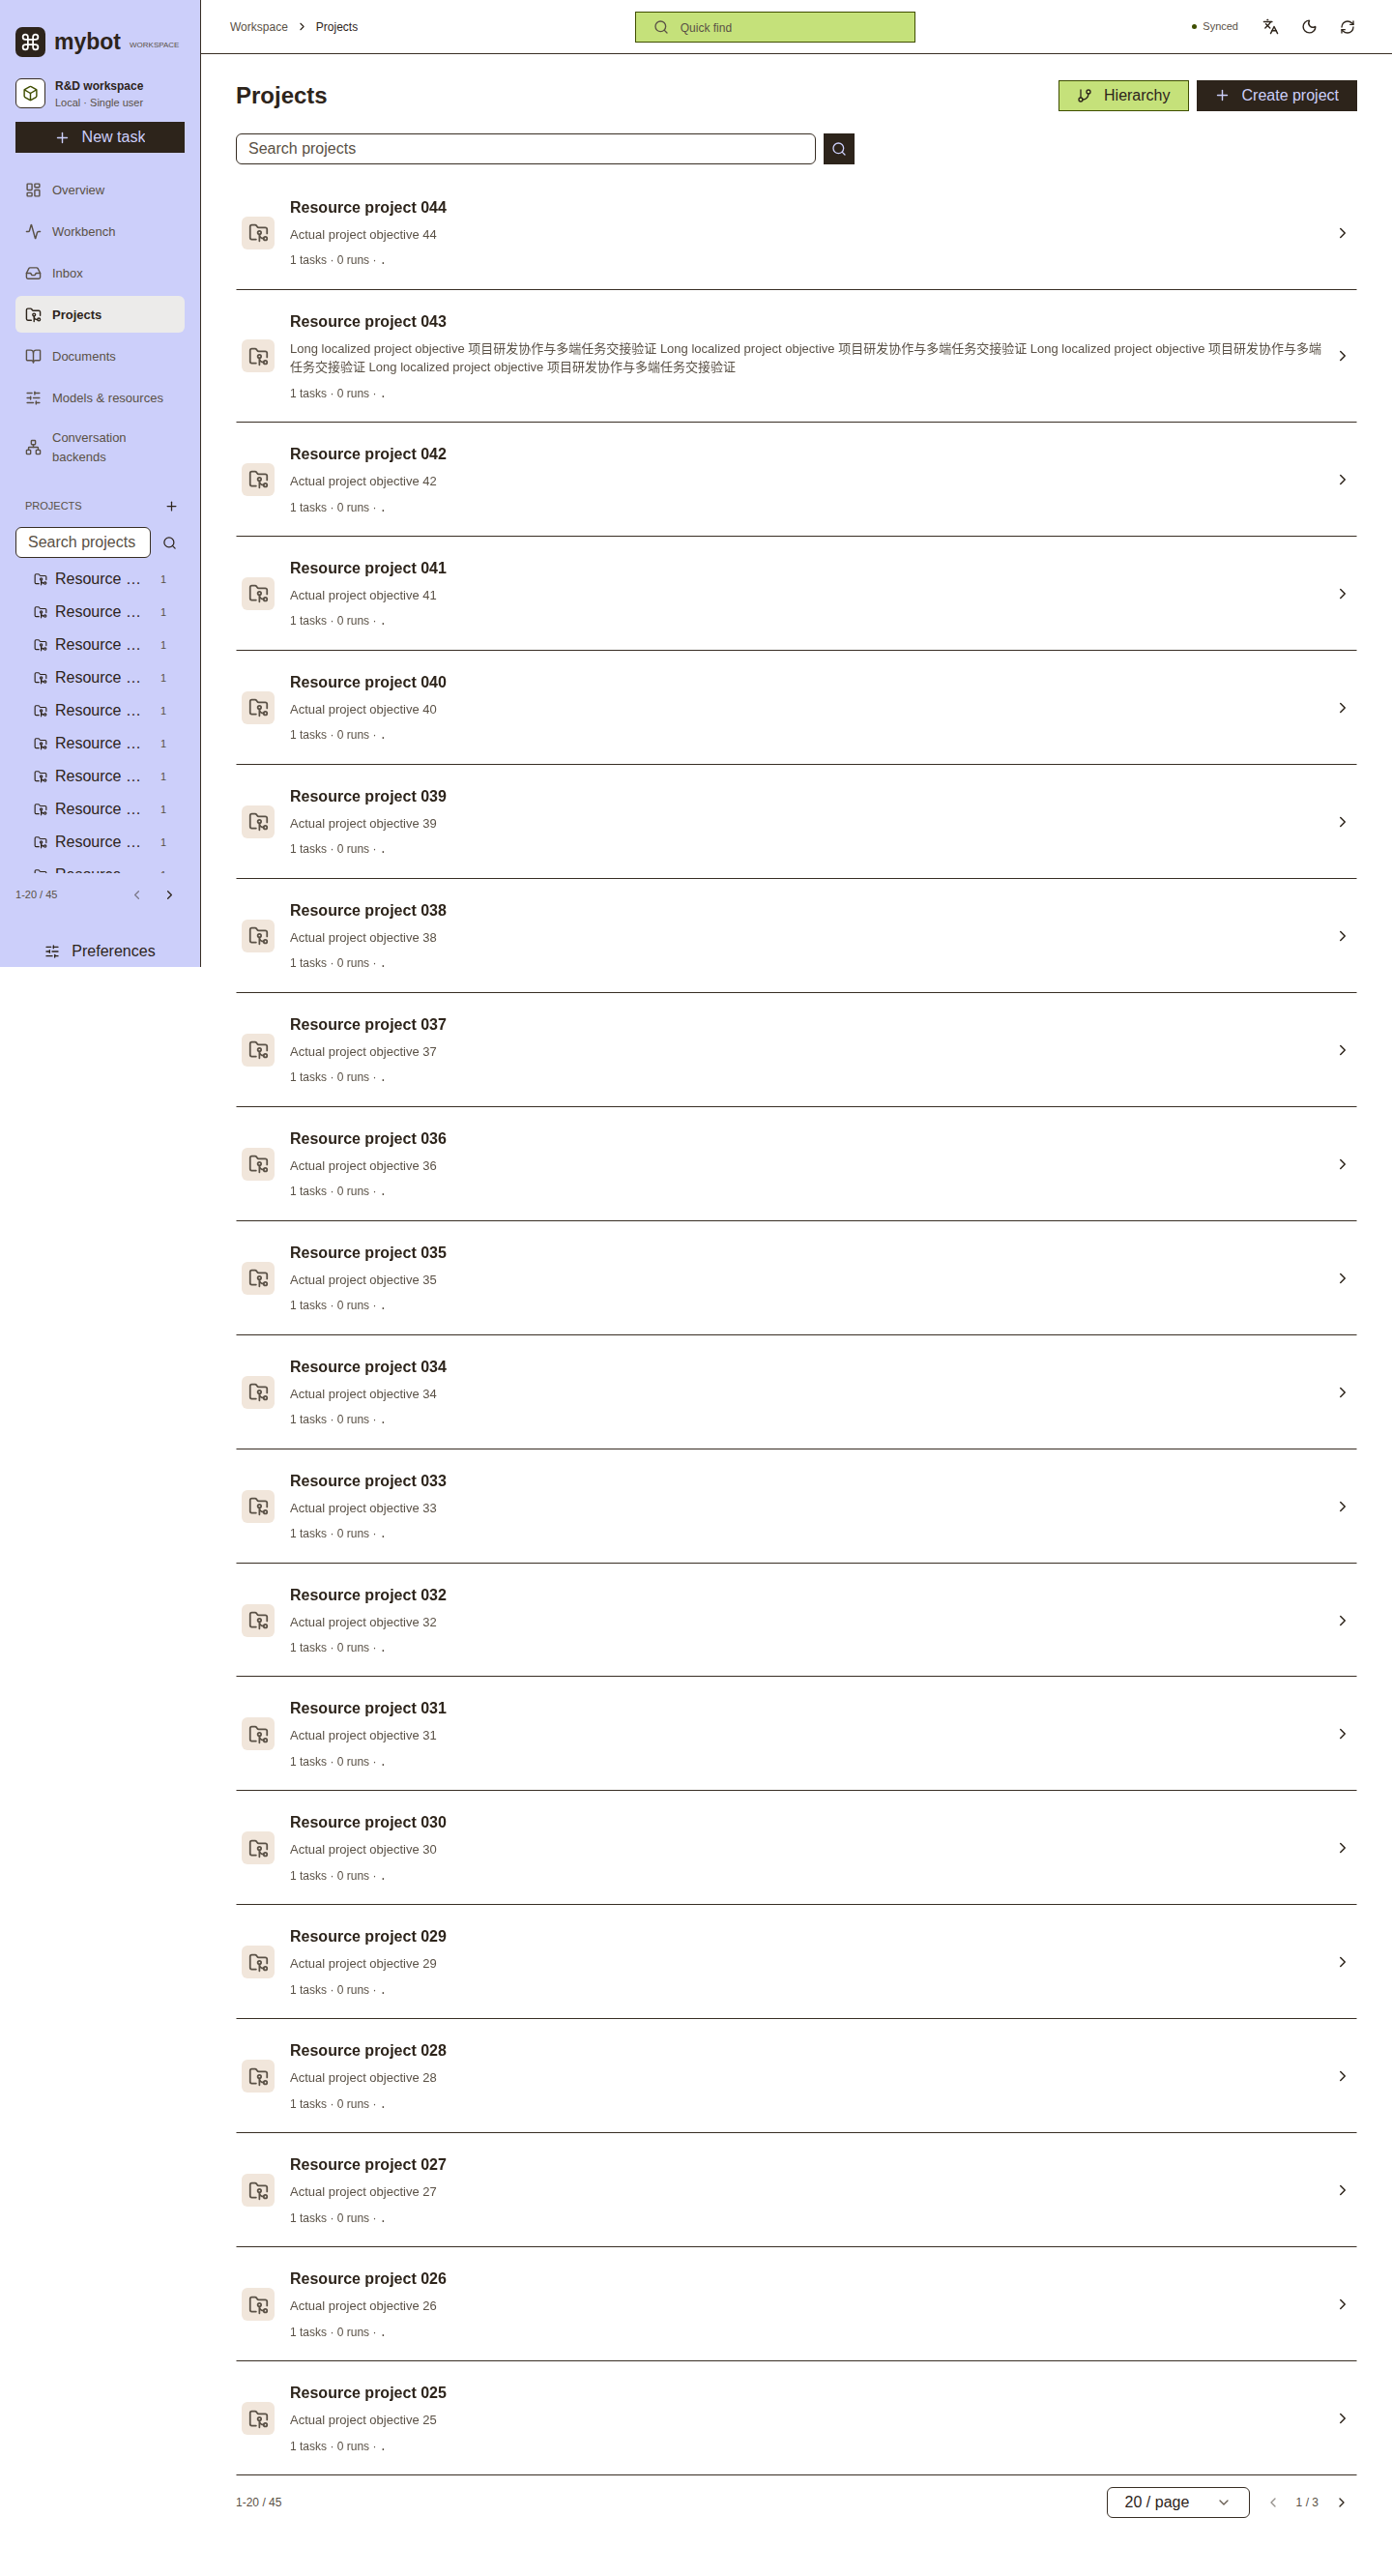 mybot WORKSPACE
R&D workspace
Local · Single user
New task
Overview
Workbench
Inbox
Projects
Documents
Models & resources
Conversation
backends
PROJECTS
Search projects
Resource … 1
Resource … 1
Resource … 1
Resource … 1
Resource … 1
Resource … 1
Resource … 1
Resource … 1
Resource … 1
1-20 / 45
Preferences
Workspace > Projects
Quick find
Synced
Projects
Hierarchy
Create project
Search projects
Resource project 044
Actual project objective 44
1 tasks · 0 runs · .
Resource project 043
Long localized project objective 项目研发协作与多端任务交接验证 Long localized project objective 项目研发协作与多端任务交接验证 Long localized project objective 项目研发协作与多端
任务交接验证 Long localized project objective 项目研发协作与多端任务交接验证
1 tasks · 0 runs · .
Resource project 042
Actual project objective 42
1 tasks · 0 runs · .
Resource project 041
Actual project objective 41
1 tasks · 0 runs · .
Resource project 040
Actual project objective 40
1 tasks · 0 runs · .
Resource project 039
Actual project objective 39
1 tasks · 0 runs · .
Resource project 038
Actual project objective 38
1 tasks · 0 runs · .
Resource project 037
Actual project objective 37
1 tasks · 0 runs · .
Resource project 036
Actual project objective 36
1 tasks · 0 runs · .
Resource project 035
Actual project objective 35
1 tasks · 0 runs · .
Resource project 034
Actual project objective 34
1 tasks · 0 runs · .
Resource project 033
Actual project objective 33
1 tasks · 0 runs · .
Resource project 032
Actual project objective 32
1 tasks · 0 runs · .
Resource project 031
Actual project objective 31
1 tasks · 0 runs · .
Resource project 030
Actual project objective 30
1 tasks · 0 runs · .
Resource project 029
Actual project objective 29
1 tasks · 0 runs · .
Resource project 028
Actual project objective 28
1 tasks · 0 runs · .
Resource project 027
Actual project objective 27
1 tasks · 0 runs · .
Resource project 026
Actual project objective 26
1 tasks · 0 runs · .
Resource project 025
Actual project objective 25
1 tasks · 0 runs · .
1-20 / 45
20 / page
1 / 3